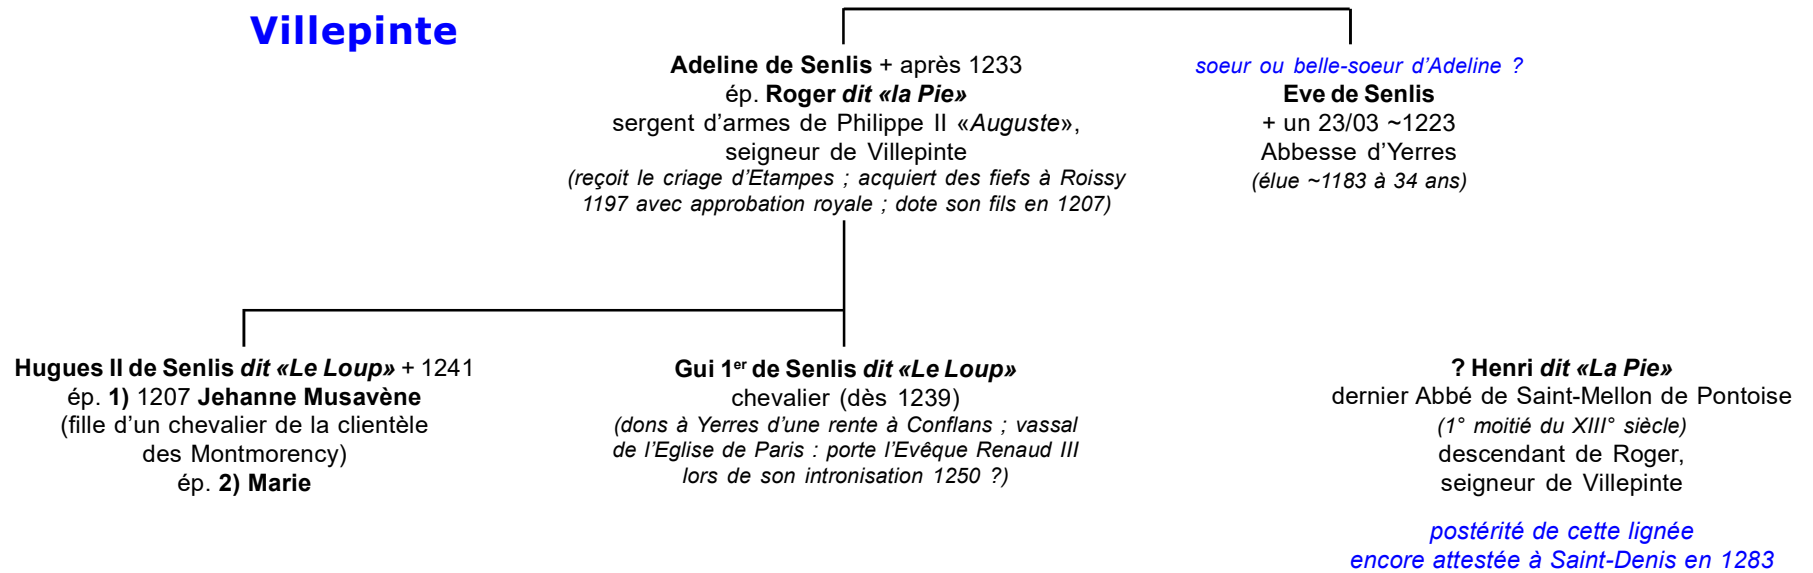 Villepinte
Adeline de Senlis + après 1233
ép. Roger dit «la Pie»
sergent d'armes de Philippe II «Auguste»,
seigneur de Villepinte
(reçoit le criage d'Etampes ; acquiert des fiefs à Roissy
1197 avec approbation royale ; dote son fils en 1207)
soeur ou belle-soeur d'Adeline ?
Eve de Senlis
+ un 23/03 ~1223
Abbesse d'Yerres
(élue ~1183 à 34 ans)
Hugues II de Senlis dit «Le Loup» + 1241
ép. 1) 1207 Jehanne Musavène
(fille d'un chevalier de la clientèle
des Montmorency)
ép. 2) Marie
Gui 1er de Senlis dit «Le Loup»
chevalier (dès 1239)
(dons à Yerres d'une rente à Conflans ; vassal
de l'Eglise de Paris : porte l'Evêque Renaud III
lors de son intronisation 1250 ?)
? Henri dit «La Pie»
dernier Abbé de Saint-Mellon de Pontoise
(1° moitié du XIII° siècle)
descendant de Roger,
seigneur de Villepinte
postérité de cette lignée
encore attestée à Saint-Denis en 1283